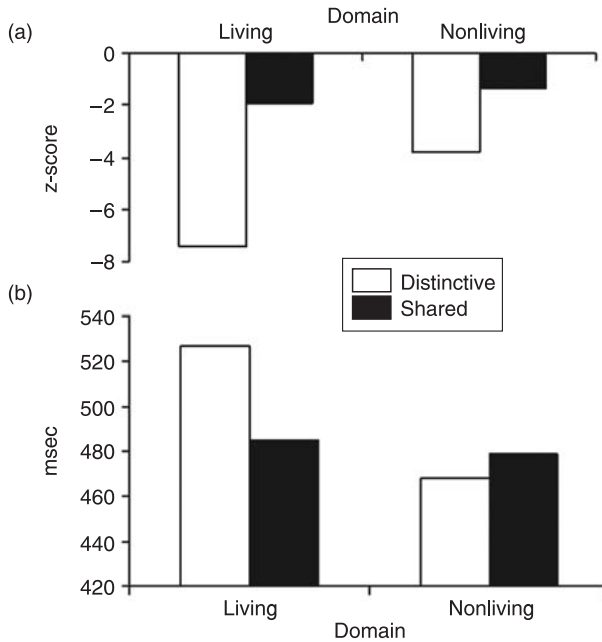 (a)
Domain
Living Nonliving
0
−2
−4
−6
−8
z-score
Distinctive
Shared
(b)
540
520
500
480
460
440
420
msec
Living Nonliving
Domain